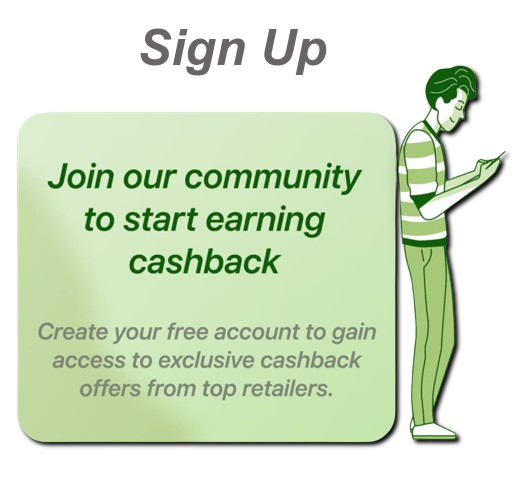 Sign Up
Join our community
to start earning
cashback
Create your free account to gain
access to exclusive cashback
offers from top retailers.